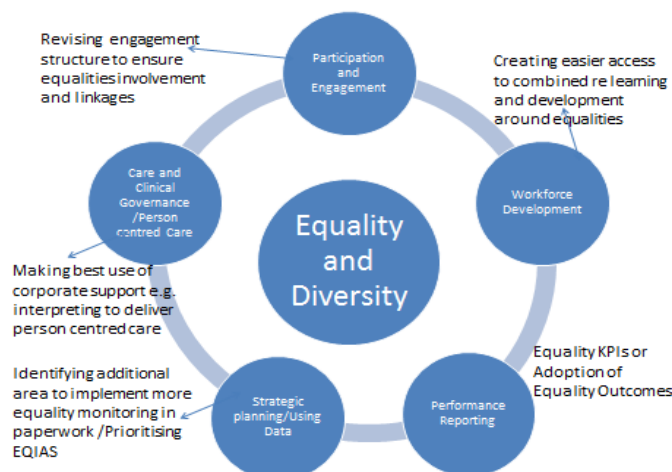 Revising engagement
structure to ensure
equalities involvement
and linkages
Participation
and
Engagement
Creating easier access
to combined re learning
and development
around equalities
Care and
Clinical
Governance
/Person
centred Care
Workforce
Development
Equality
and
Diversity
Making best use of
corporate support e.g.
interpreting to deliver
person centred care
Identifying additional
area to implement more
equality monitoring in
paperwork /Prioritising
EQIAS
Strategic
planning/Using
Data
Performance
Reporting
Equality KPIs or
Adoption of
Equality Outcomes